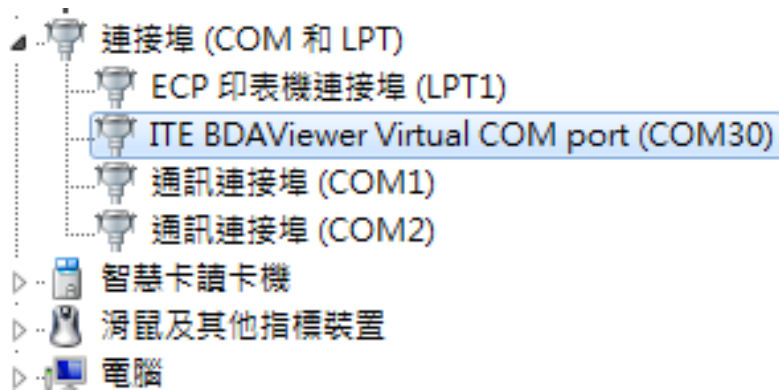 連接埠 (COM 和 LPT)
ECP 印表機連接埠 (LPT1)
ITE BDAViewer Virtual COM port (COM30)
通訊連接埠 (COM1)
通訊連接埠 (COM2)
智慧卡讀卡機
滑鼠及其他指標裝置
電腦